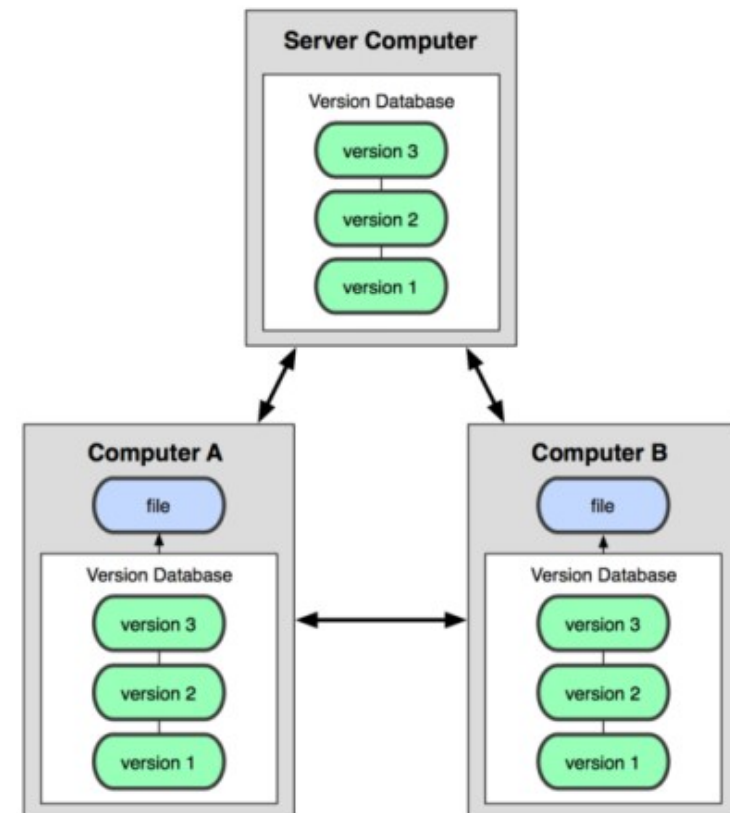 Server Computer
Version Database
version 3
version 2
version 1
Computer A
file
Version Database
version 3
version 2
version 1
Computer B
file
Version Database
version 3
version 2
version 1